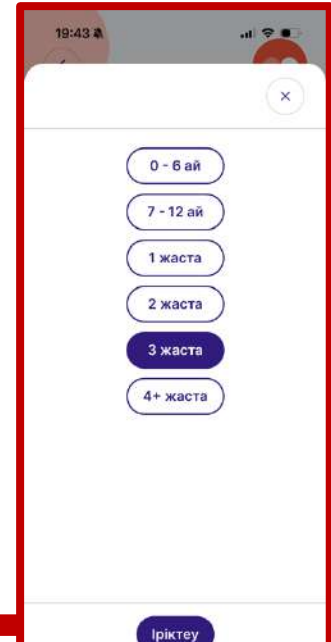 19:43
0 - 6 ай
7 - 12 ай
1 жаста
2 жаста
3 жаста
4+ жаста
Іріктеу